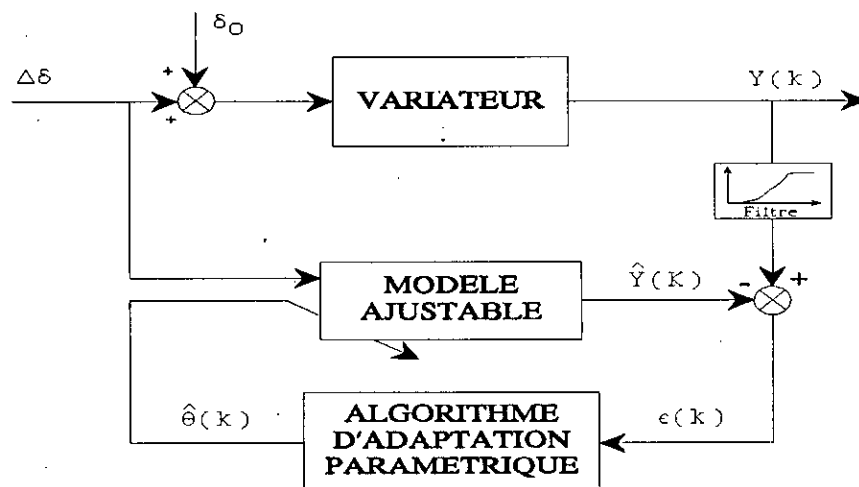 δ₀
Δδ
+
+
VARIATEUR
Y(k)
Filtre
MODELE
AJUSTABLE
Ŷ(K)
-
+
θ̂(k)
ALGORITHME
D'ADAPTATION
PARAMETRIQUE
ϵ(k)